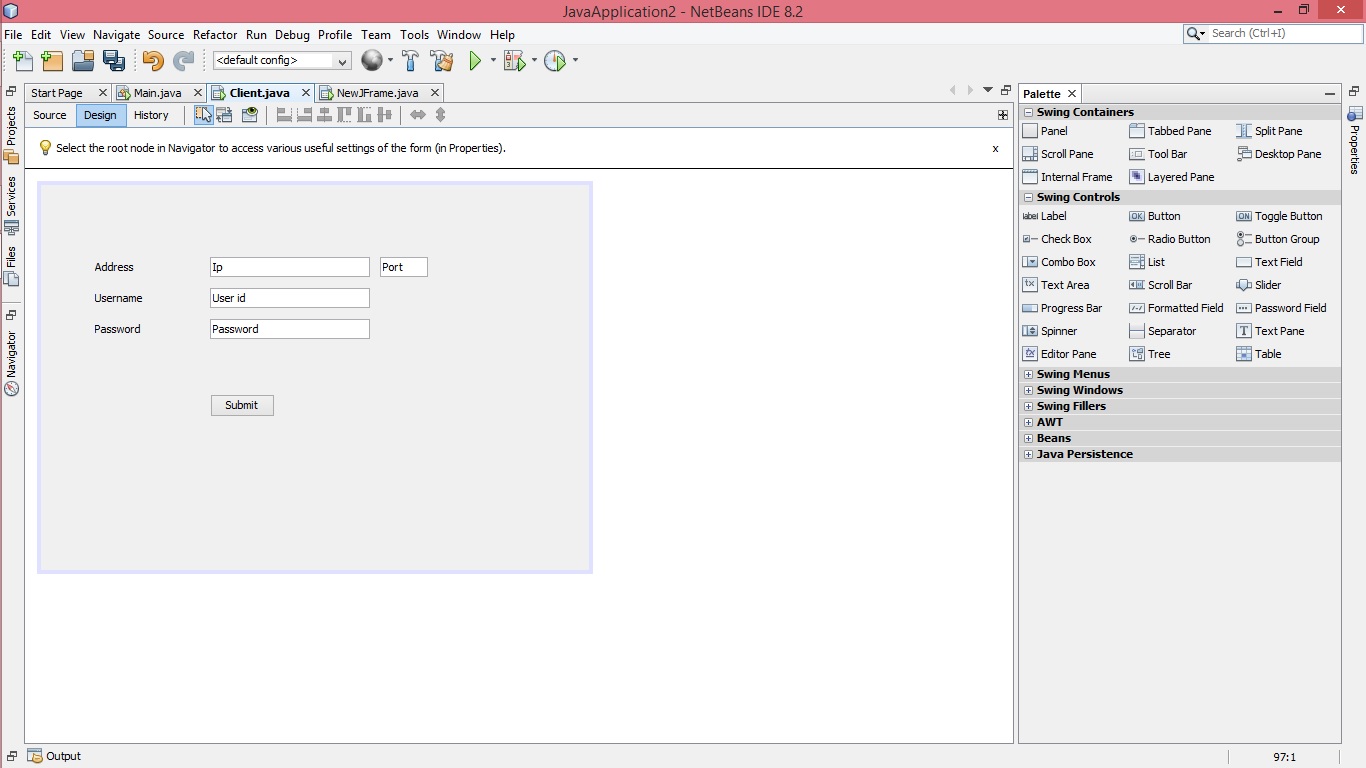 JavaApplication2 - NetBeans IDE 8.2
File Edit View Navigate Source Refactor Run Debug Profile Team Tools Window Help
Search (Ctrl+I)
<default config>
Start Page Main.java Client.java NewJFrame.java
Source Design History
Select the root node in Navigator to access various useful settings of the form (in Properties).
x
Projects
Services
Files
Navigator
Address Ip Port
Username User id
Password Password
Submit
Palette
Swing Containers
Panel Tabbed Pane Split Pane
Scroll Pane Tool Bar Desktop Pane
Internal Frame Layered Pane
Swing Controls
label Label OK Button ON Toggle Button
Check Box Radio Button Button Group
Combo Box List Text Field
Text Area Scroll Bar Slider
Progress Bar Formatted Field Password Field
Spinner Separator T Text Pane
Editor Pane Tree Table
Swing Menus
Swing Windows
Swing Fillers
AWT
Beans
Java Persistence
Properties
Output
97:1